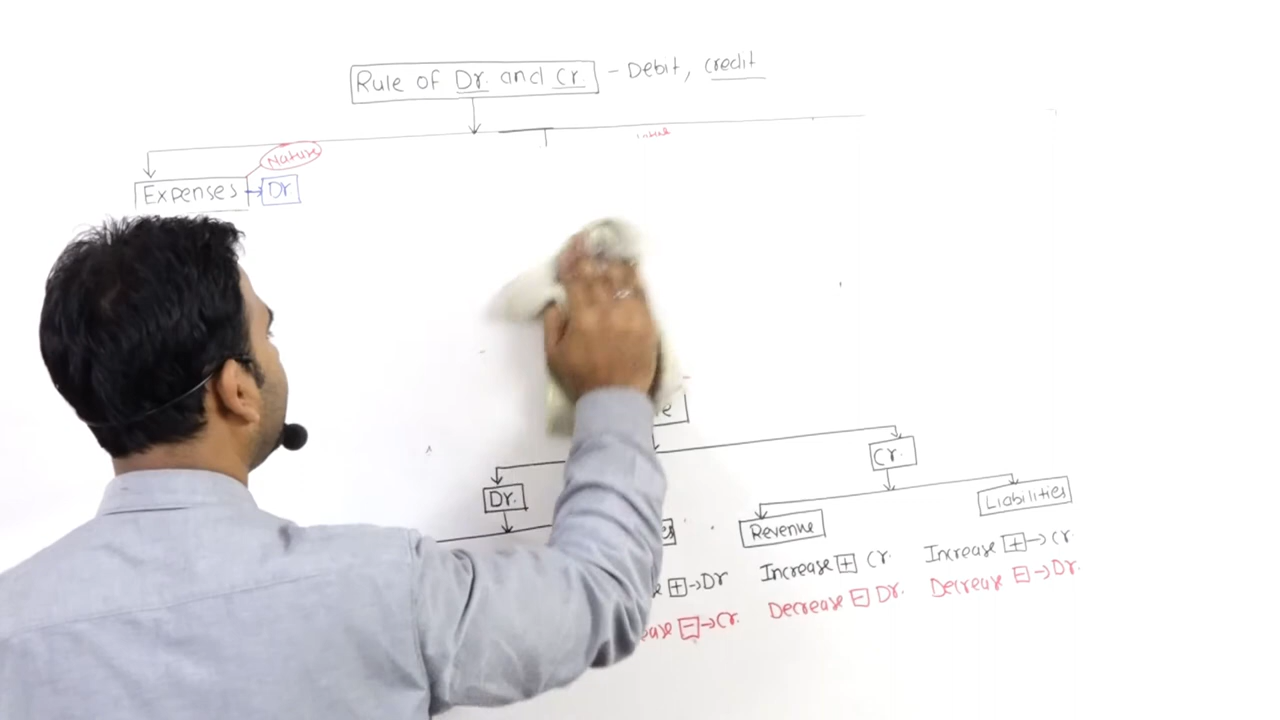 Rule of Dr. and Cr. - Debit, credit
Nature
Expenses → Dr
Cr.
Dr.
Liabilities
Revenue
Increase + → Cr.
Increase + Cr.
+ → Dr
Decrease - → Dr.
Decrease - Dr.
- → Cr.